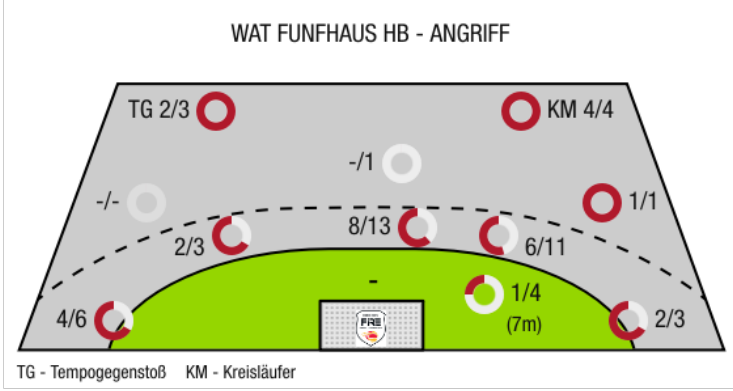 WAT FUNFHAUS HB - ANGRIFF
TG 2/3
KM 4/4
-/1
-/-
1/1
2/3
8/13
6/11
-
4/6
1/4
(7m)
2/3
FIRE
TG - Tempogegenstoß KM - Kreisläufer